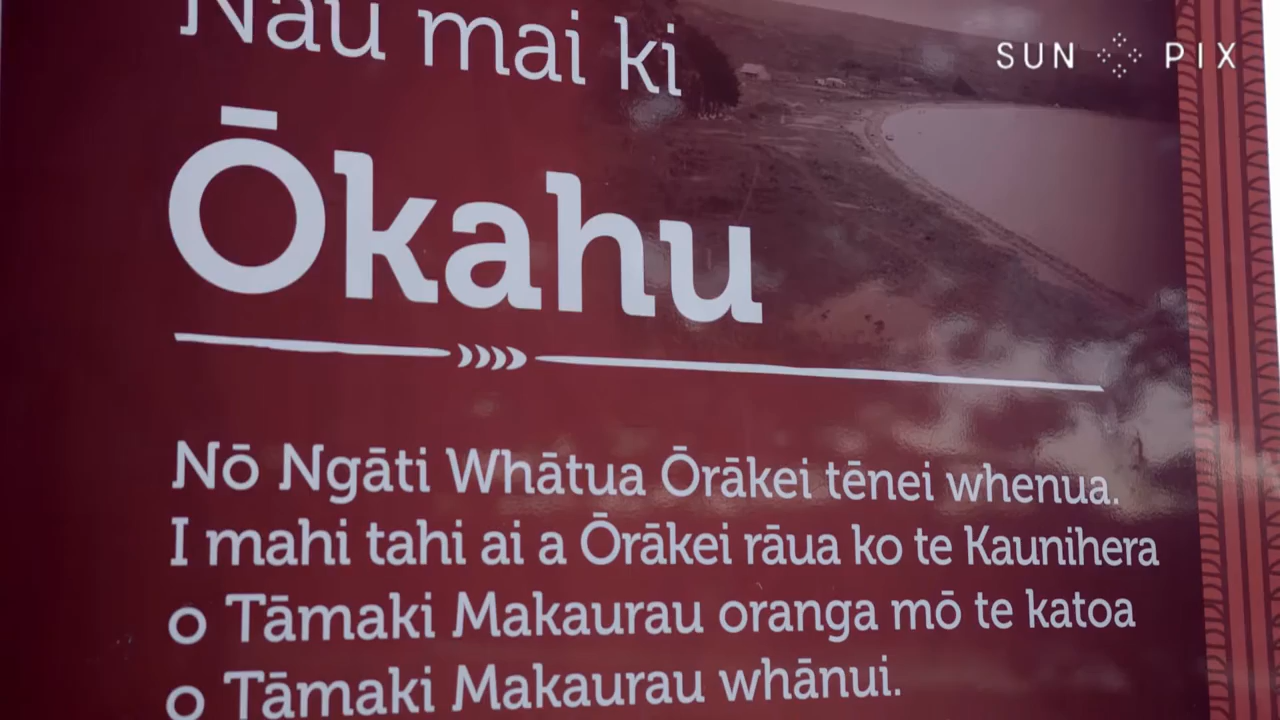 Nau mai ki
SUN PIX
Ōkahu
Nō Ngāti Whātua Ōrākei tēnei whenua.
I mahi tahi ai a Ōrākei rāua ko te Kaunihera
o Tāmaki Makaurau oranga mō te katoa
o Tāmaki Makaurau whānui.